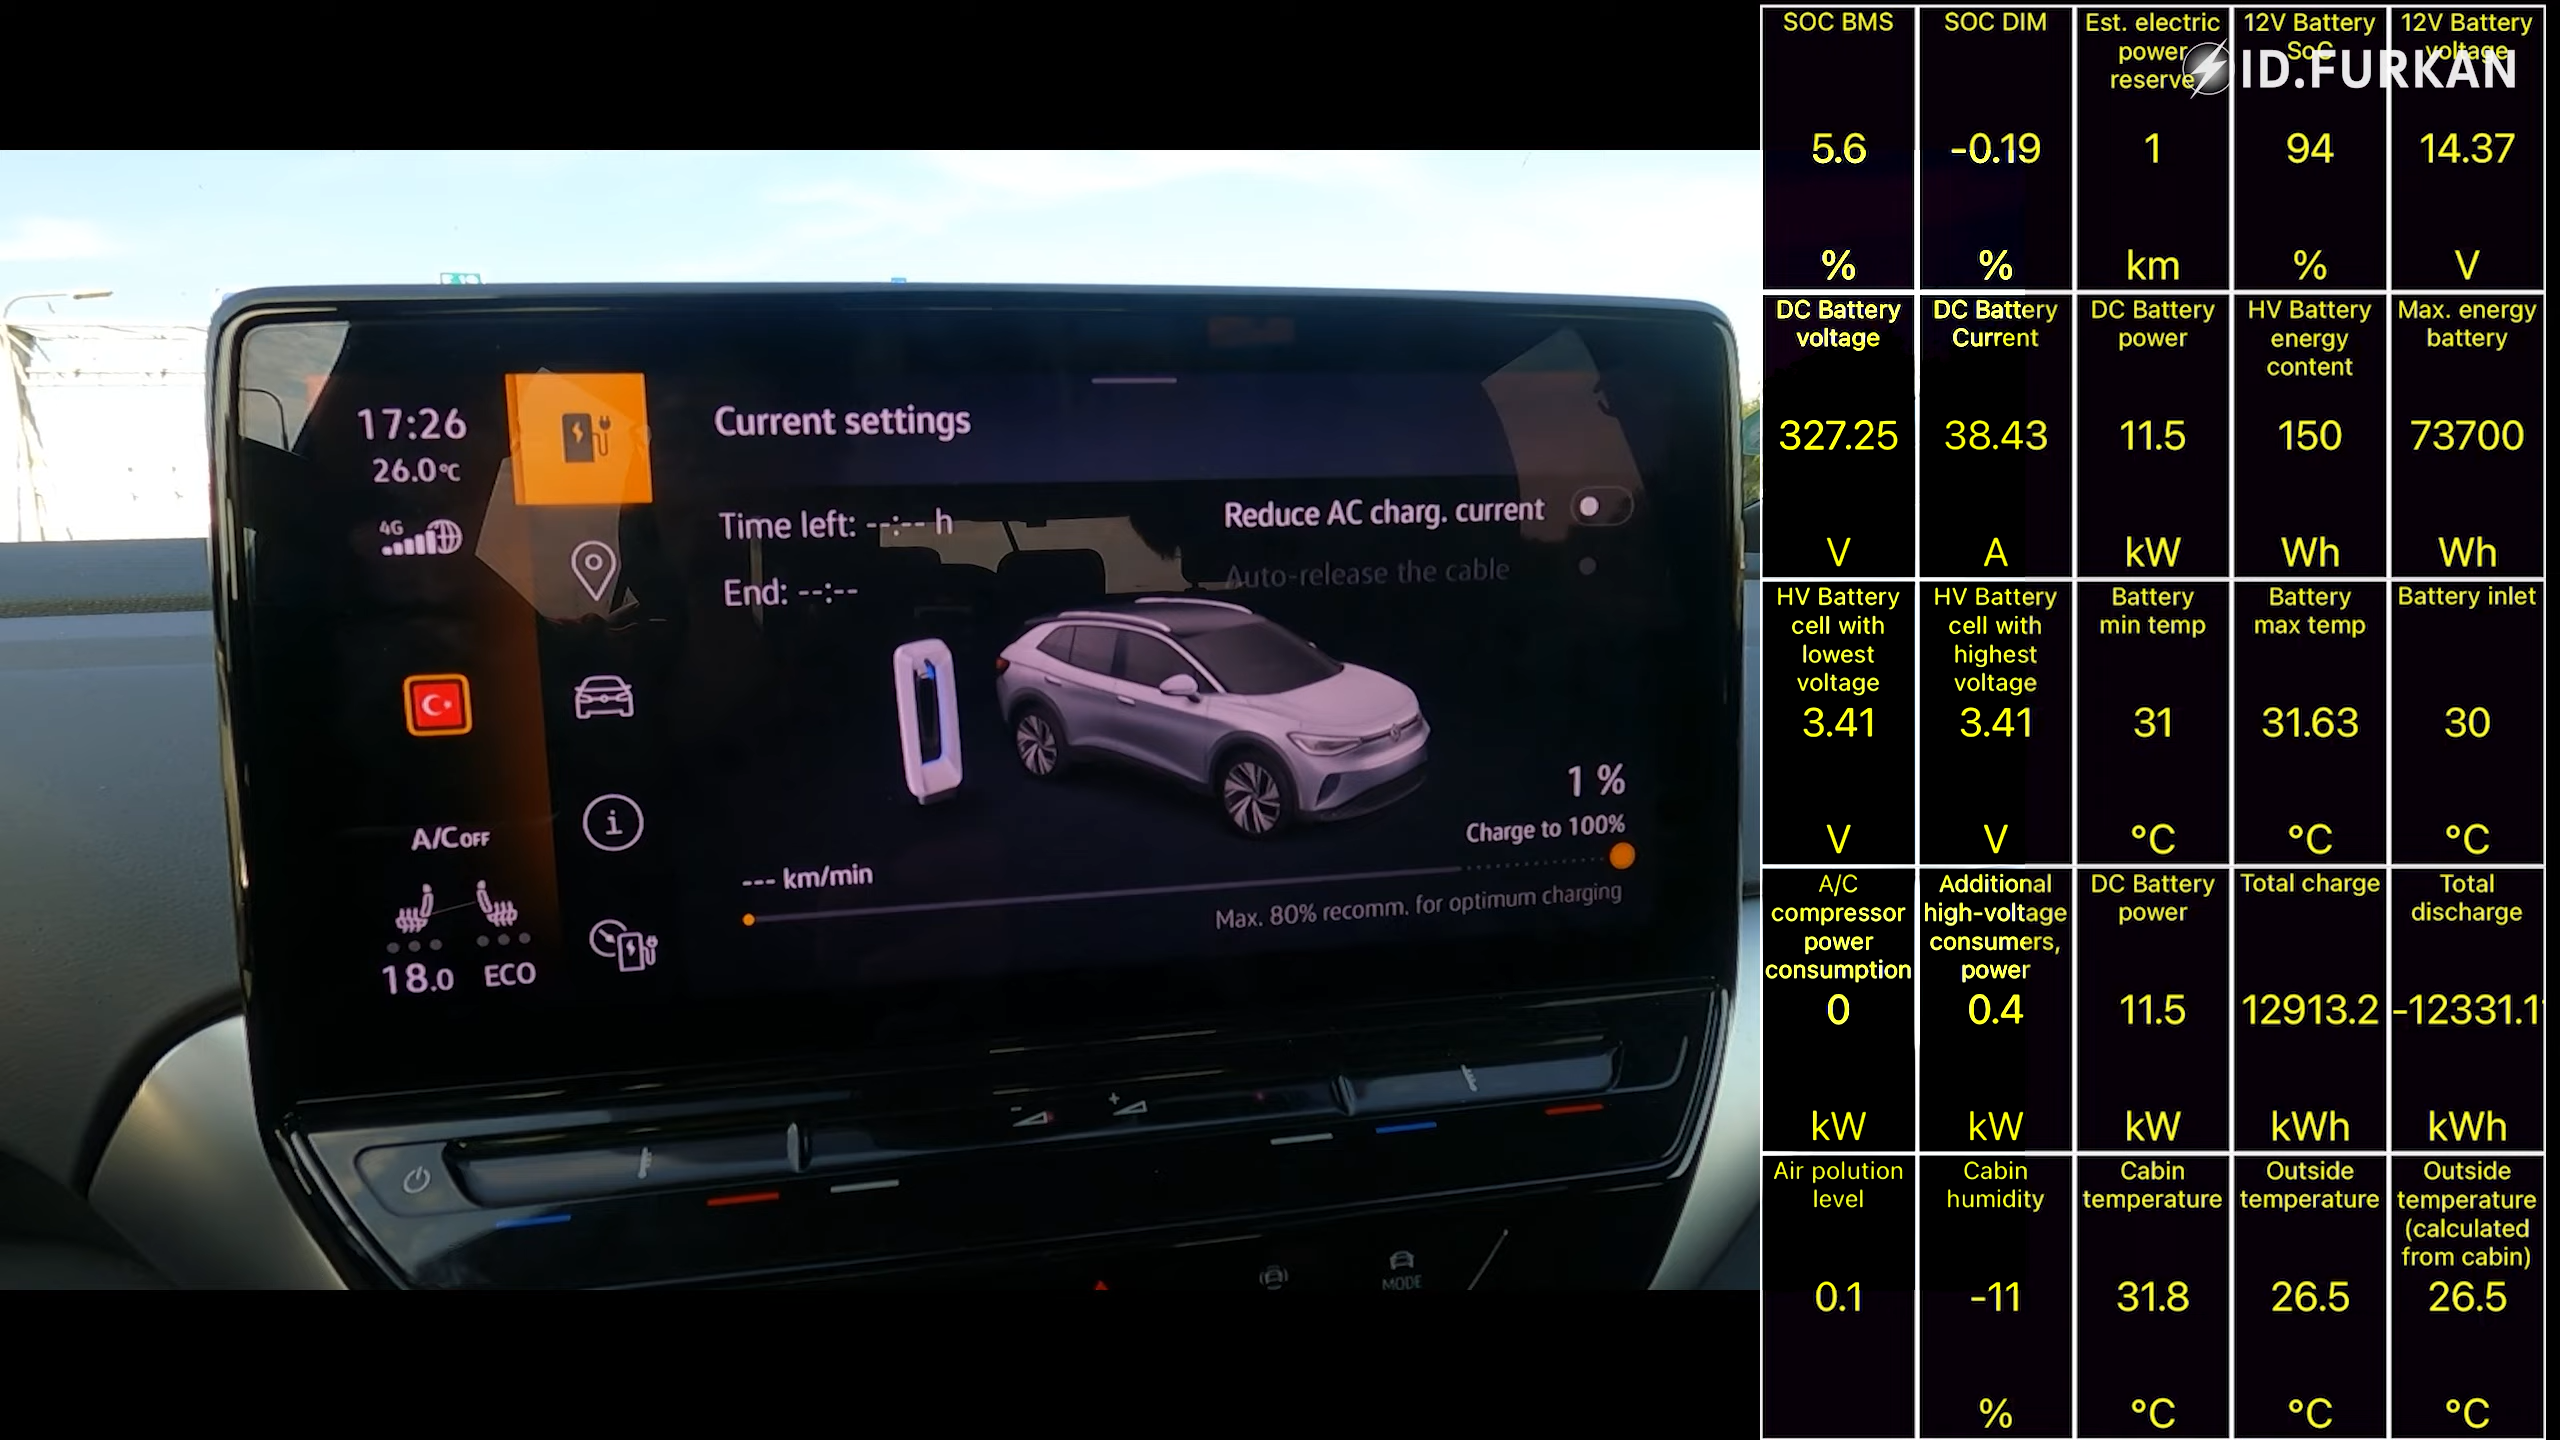 17:26
26.0°C
4G
A/C OFF
18.0 ECO
Current settings
Time left: --:-- h
End: --:--
Reduce AC charg. current
Auto-release the cable
1 %
Charge to 100%
--- km/min
Max. 80% recomm. for optimum charging
MODE
ID.FURKAN
SOC BMS
5.6
%
SOC DIM
-0.19
%
Est. electric
power
reserve
1
km
12V Battery
SoC
94
%
12V Battery
voltage
14.37
V
DC Battery
voltage
327.25
V
DC Battery
Current
38.43
A
DC Battery
power
11.5
kW
HV Battery
energy
content
150
Wh
Max. energy
battery
73700
Wh
HV Battery
cell with
lowest
voltage
3.41
V
HV Battery
cell with
highest
voltage
3.41
V
Battery
min temp
31
°C
Battery
max temp
31.63
°C
Battery inlet
30
°C
A/C
compressor
power
consumption
0
kW
Additional
high-voltage
consumers,
power
0.4
kW
DC Battery
power
11.5
kW
Total charge
12913.2
kWh
Total
discharge
-12331.1
kWh
Air polution
level
0.1
Cabin
humidity
-11
%
Cabin
temperature
31.8
°C
Outside
temperature
26.5
°C
Outside
temperature
(calculated
from cabin)
26.5
°C